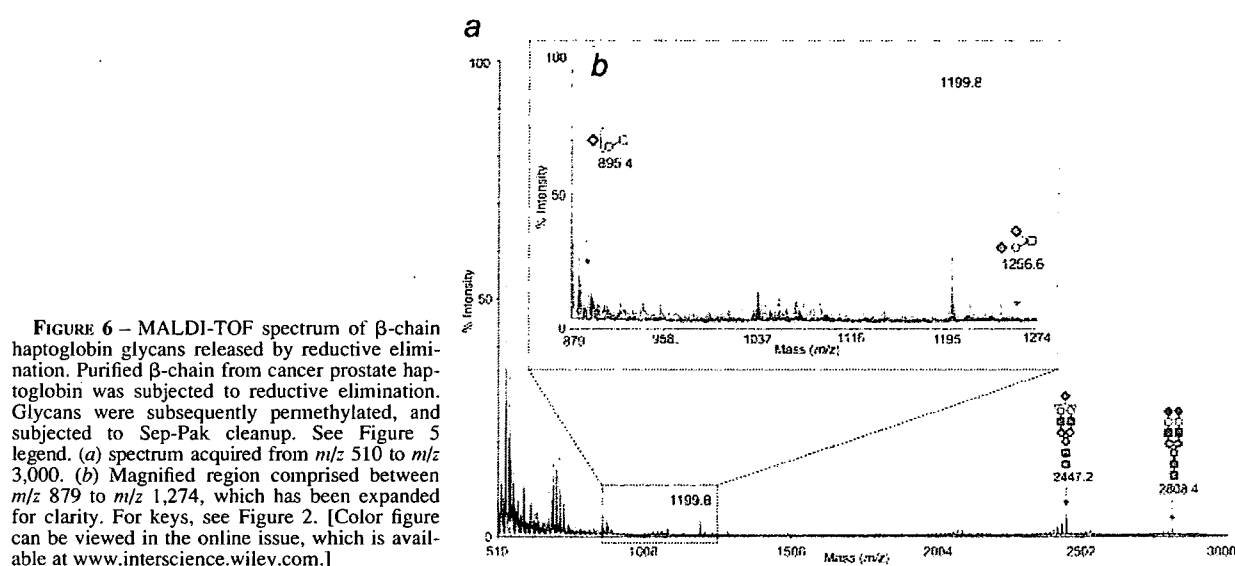 a
b
100
50
0
% Intensity
100
50
0
% Intensity
1199.8
895.4
1256.6
879
958.
1037
1116
1195
1274
Mass (m/z)
1199.8
2447.2
2808.4
510
1008
1506
2004
2502
3000
Mass (m/z)
FIGURE 6 – MALDI-TOF spectrum of β-chain
haptoglobin glycans released by reductive elimi-
nation. Purified β-chain from cancer prostate hap-
toglobin was subjected to reductive elimination.
Glycans were subsequently permethylated, and
subjected to Sep-Pak cleanup. See Figure 5
legend. (a) spectrum acquired from m/z 510 to m/z
3,000. (b) Magnified region comprised between
m/z 879 to m/z 1,274, which has been expanded
for clarity. For keys, see Figure 2. [Color figure
can be viewed in the online issue, which is avail-
able at www.interscience.wiley.com.]